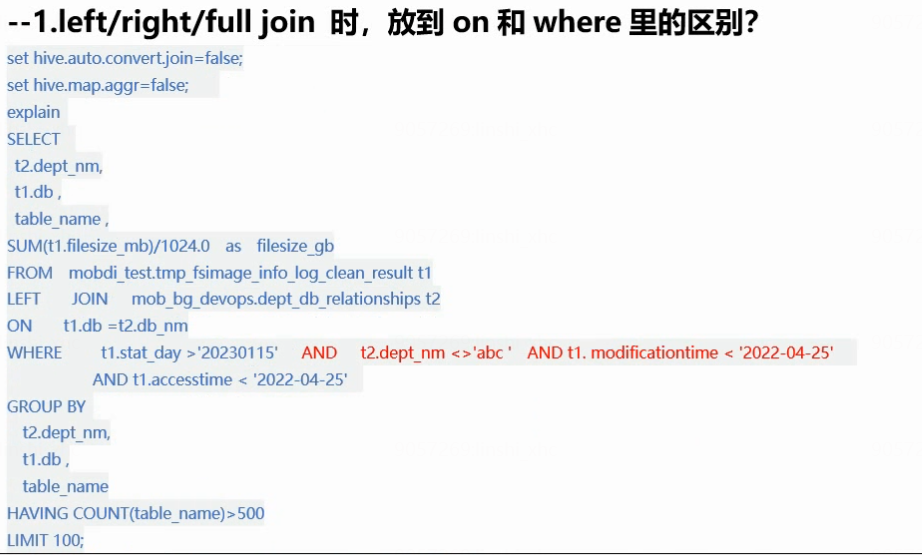 --1.left/right/full join 时，放到 on 和 where 里的区别？
set hive.auto.convert.join=false;
set hive.map.aggr=false;
explain
SELECT
t2.dept_nm,
t1.db ,
table_name ,
SUM(t1.filesize_mb)/1024.0 as filesize_gb
FROM mobdi_test.tmp_fsimage_info_log_clean_result t1
LEFT JOIN mob_bg_devops.dept_db_relationships t2
ON t1.db =t2.db_nm
WHERE t1.stat_day >'20230115' AND t2.dept_nm <>'abc ' AND t1. modificationtime < '2022-04-25'
AND t1.accesstime < '2022-04-25'
GROUP BY
t2.dept_nm,
t1.db ,
table_name
HAVING COUNT(table_name)>500
LIMIT 100;